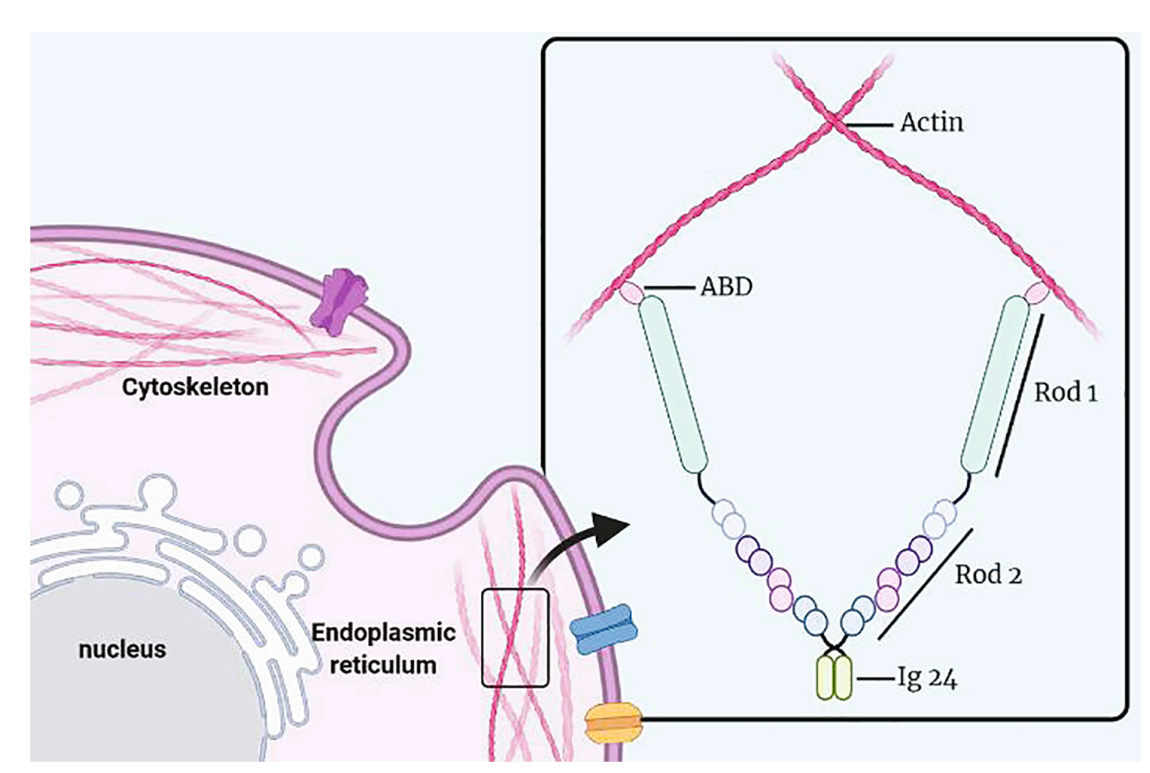 Actin
ABD
Cytoskeleton
Rod 1
Rod 2
Endoplasmic
reticulum
nucleus
Ig 24